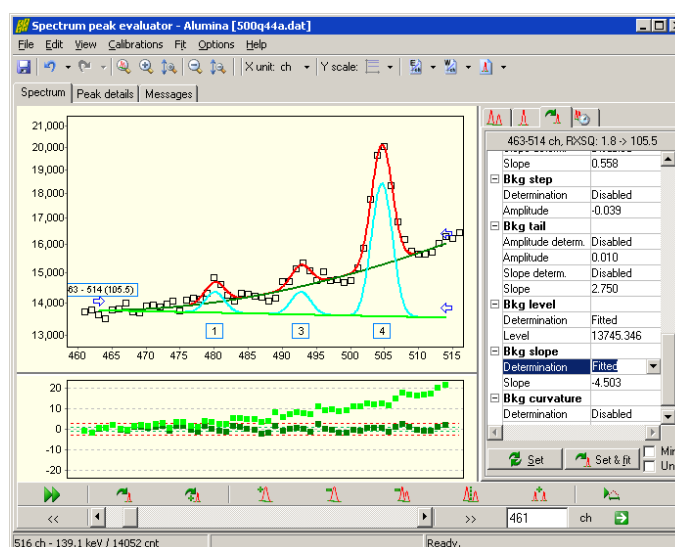 Spectrum peak evaluator - Alumina [500q44a.dat]
File Edit View Calibrations Fit Options Help
X unit: ch Y scale:
Spectrum Peak details Messages
21,000
20,000
19,000
18,000
17,000
16,000
15,000
14,000
13,000
63 - 514 (105.5)
1 3 4
460 465 470 475 480 485 490 495 500 505 510 515
20
10
0
-10
-20
463-514 ch, RXSQ: 1.8 -> 105.5
Slope 0.558
Bkg step
Determination Disabled
Amplitude -0.039
Bkg tail
Amplitude determ. Disabled
Amplitude 0.010
Slope determ. Disabled
Slope 2.750
Bkg level
Determination Fitted
Level 13745.346
Bkg slope
Determination Fitted
Slope -4.503
Bkg curvature
Determination Disabled
Set Set & fit
<< >> 461 ch
516 ch - 139.1 keV / 14052 cnt Ready.